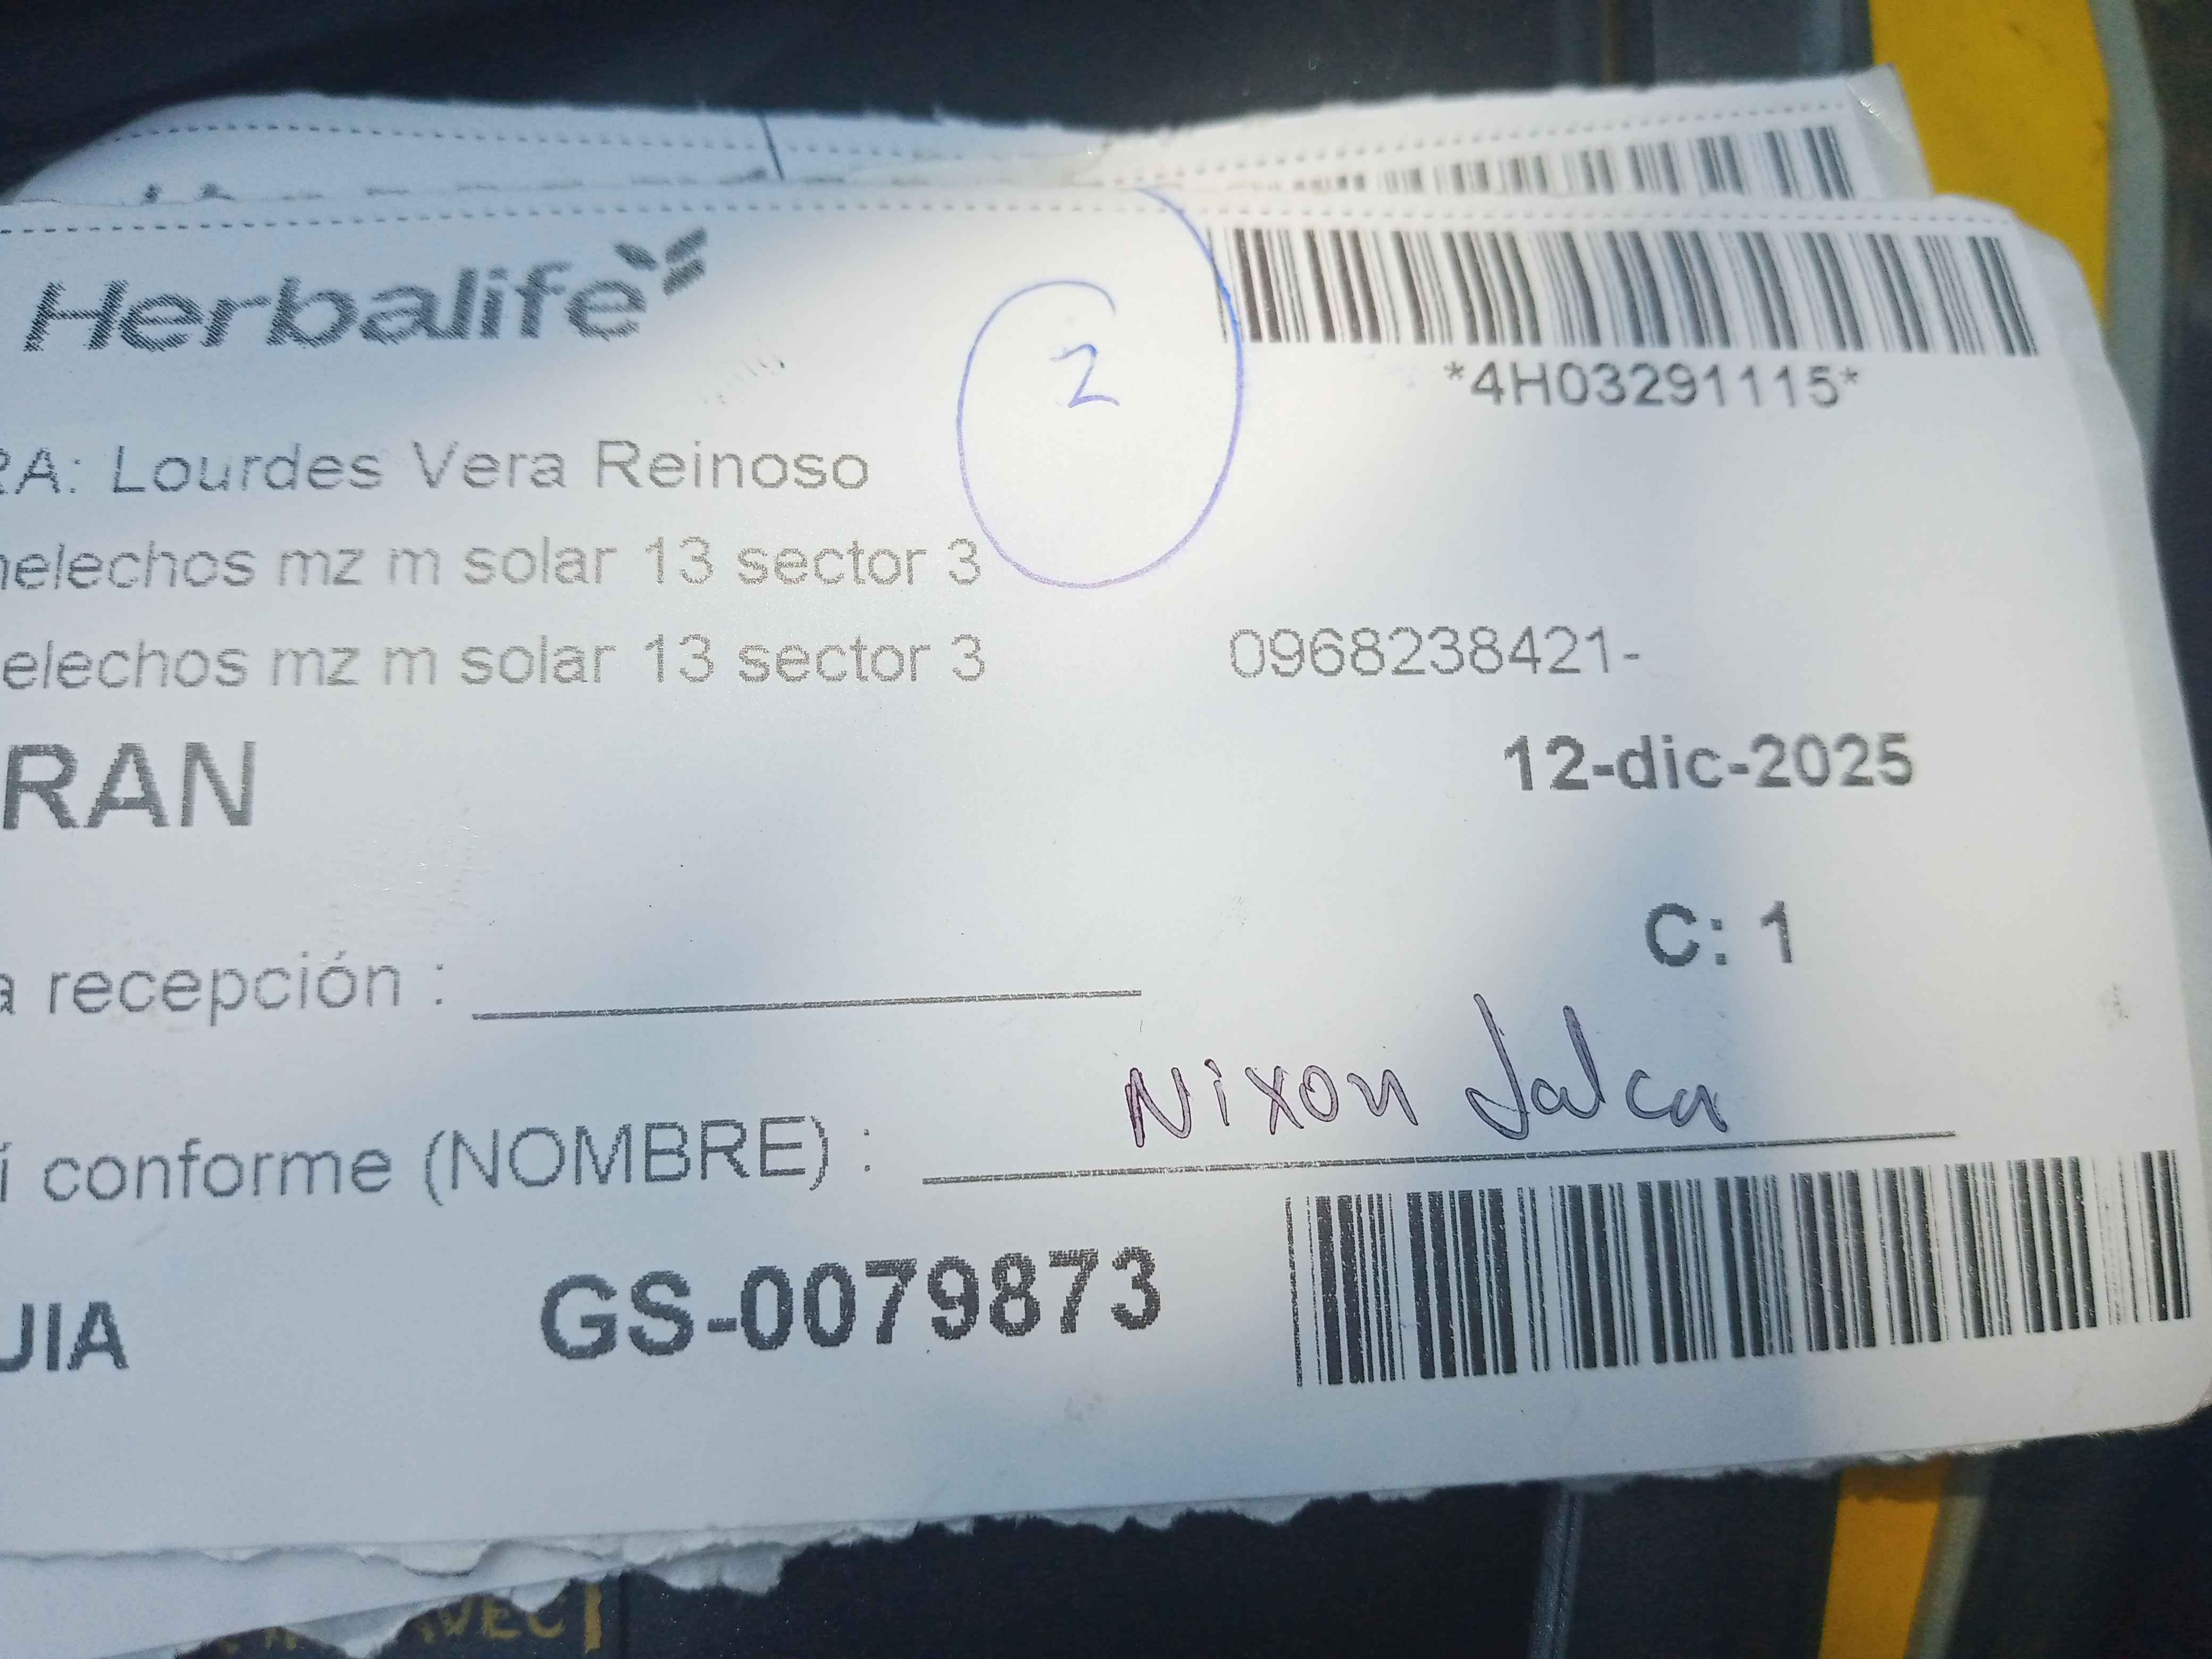 Herbalife
2
*4H03291115*
RA: Lourdes Vera Reinoso
helechos mz m solar 13 sector 3
elechos mz m solar 13 sector 3
0968238421-
RAN
12-dic-2025
C: 1
a recepción :
í conforme (NOMBRE) : Nixon Jalca
UIA
GS-0079873